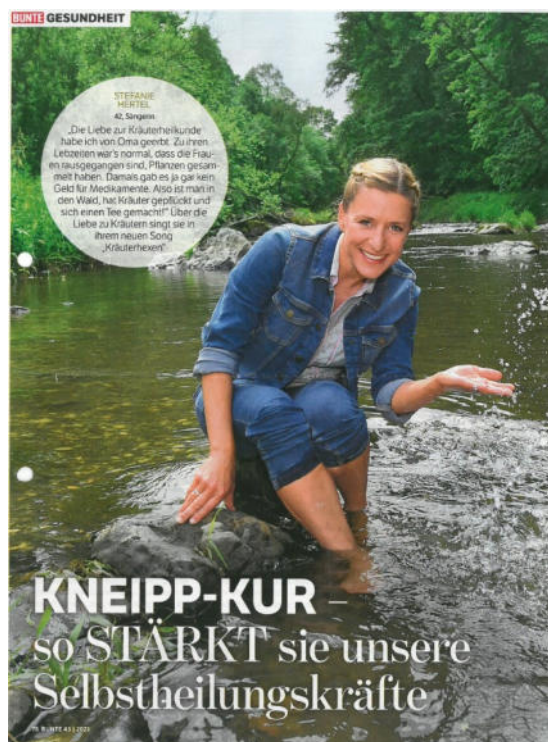 BUNTE GESUNDHEIT
STEFANIE
HERTEL
42, Sängerin
„Die Liebe zur Kräuterheilkunde
habe ich von Oma geerbt. Zu ihren
Lebzeiten war's normal, dass die Frau-
en rausgegangen sind, Pflanzen gesam-
melt haben. Damals gab es ja gar kein
Geld für Medikamente. Also ist man in
den Wald, hat Kräuter gepflückt und
sich einen Tee gemacht!" Über die
Liebe zu Kräutern singt sie in
ihrem neuen Song
„Kräuterhexen"
KNEIPP-KUR –
so STÄRKT sie unsere
Selbstheilungskräfte
BUNTE 43 | 2021